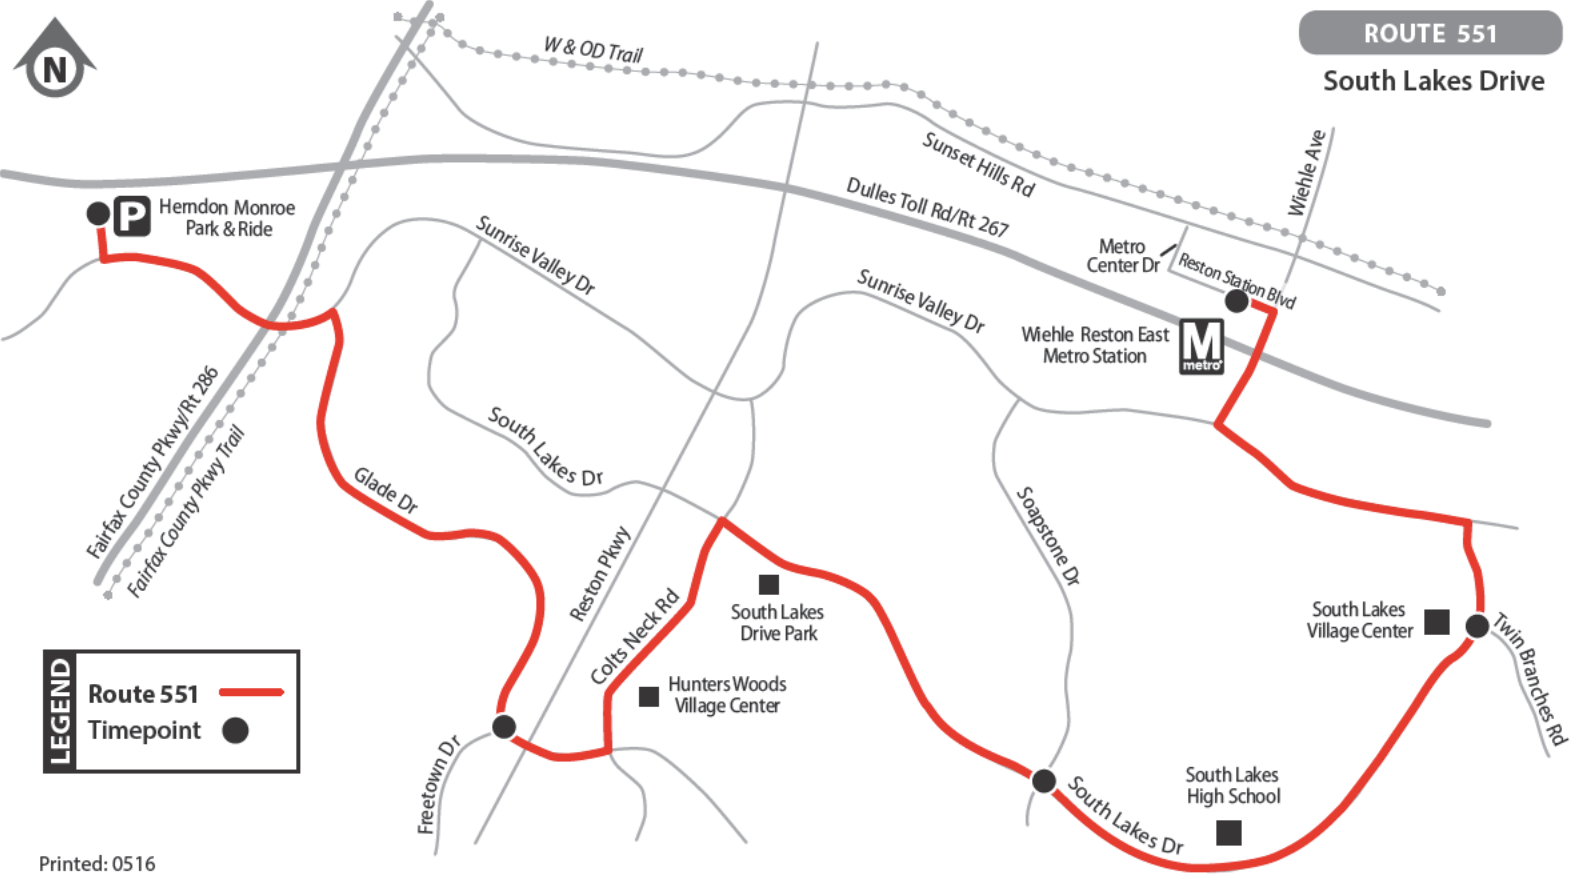 N
W & OD Trail
ROUTE 551
South Lakes Drive
Sunset Hills Rd
Wiehle Ave
P
Herndon Monroe
Park & Ride
Dulles Toll Rd/Rt 267
Metro
Center Dr
Reston Station Blvd
Sunrise Valley Dr
Sunrise Valley Dr
Wiehle Reston East
Metro Station
M
metro
Fairfax County Pkwy/Rt 286
Fairfax County Pkwy Trail
South Lakes Dr
Glade Dr
Reston Pkwy
Soapstone Dr
Colts Neck Rd
South Lakes
Drive Park
South Lakes
Village Center
Twin Branches Rd
Hunters Woods
Village Center
LEGEND
Route 551
Timepoint
Freetown Dr
South Lakes Dr
South Lakes
High School
Printed: 0516